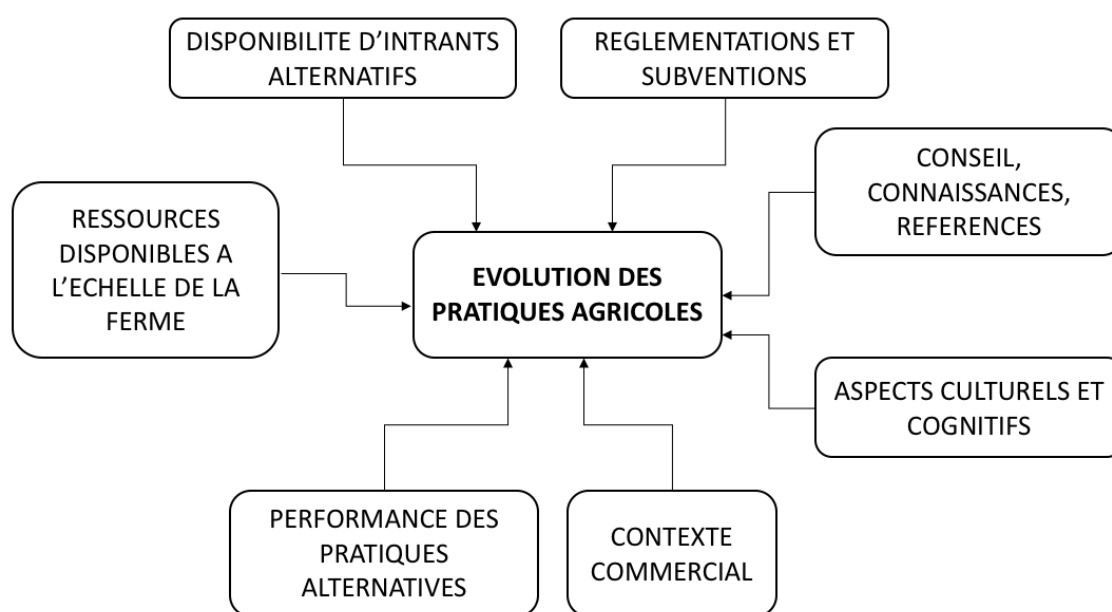 DISPONIBILITE D’INTRANTS
ALTERNATIFS
REGLEMENTATIONS ET
SUBVENTIONS
CONSEIL,
CONNAISSANCES,
REFERENCES
RESSOURCES
DISPONIBLES A
L’ECHELLE DE LA
FERME
EVOLUTION DES
PRATIQUES AGRICOLES
ASPECTS CULTURELS ET
COGNITIFS
PERFORMANCE DES
PRATIQUES
ALTERNATIVES
CONTEXTE
COMMERCIAL